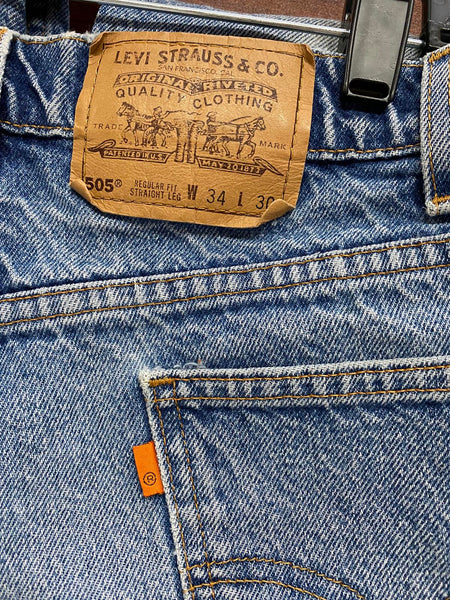 LEVI STRAUSS & CO.
SAN FRANCISCO, CAL.
ORIGINAL RIVETED
QUALITY CLOTHING
TRADE MARK
PATENTED IN U.S. MAY 20 1873
505® REGULAR FIT STRAIGHT LEG W 34 L 30
®